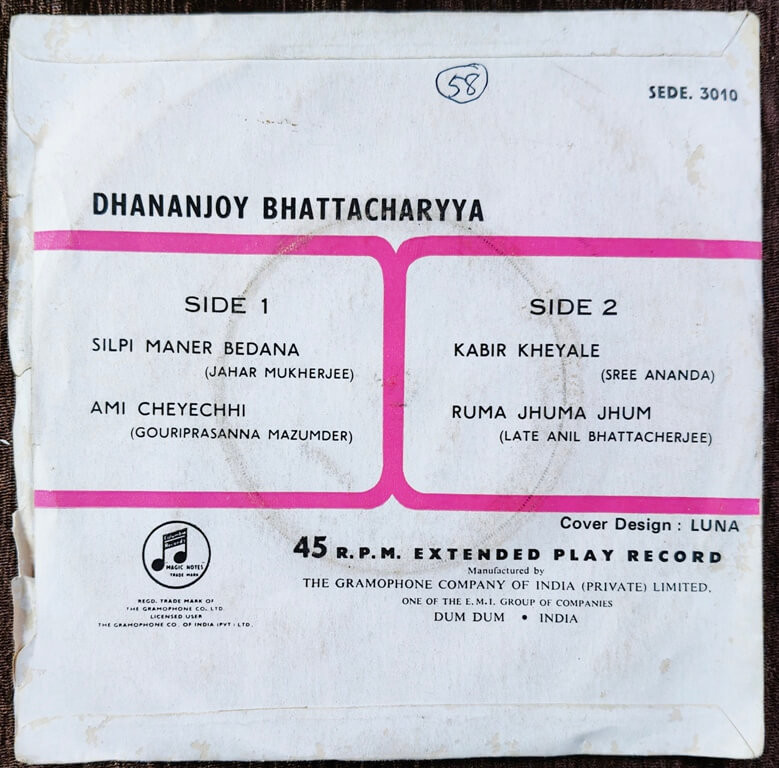 58
SEDE. 3010
DHANANJOY BHATTACHARYYA
SIDE 1
SILPI MANER BEDANA
(JAHAR MUKHERJEE)
AMI CHEYECHHI
(GOURIPRASANNA MAZUMDER)
SIDE 2
KABIR KHEYALE
(SREE ANANDA)
RUMA JHUMA JHUM
(LATE ANIL BHATTACHERJEE)
Cover Design : LUNA
Columbia
Records
MAGIC NOTES
TRADE MARK
REGD. TRADE MARK OF
THE GRAMOPHONE CO., LTD.
LICENSED USER
THE GRAMOPHONE CO. OF INDIA (PVT) LTD.
45 R.P.M. EXTENDED PLAY RECORD
Manufactured by
THE GRAMOPHONE COMPANY OF INDIA (PRIVATE) LIMITED.
ONE OF THE E.M.I. GROUP OF COMPANIES
DUM DUM • INDIA